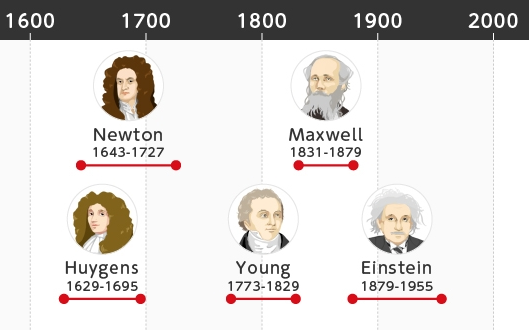 1600 1700 1800 1900 2000
Newton
1643-1727
Maxwell
1831-1879
Huygens
1629-1695
Young
1773-1829
Einstein
1879-1955